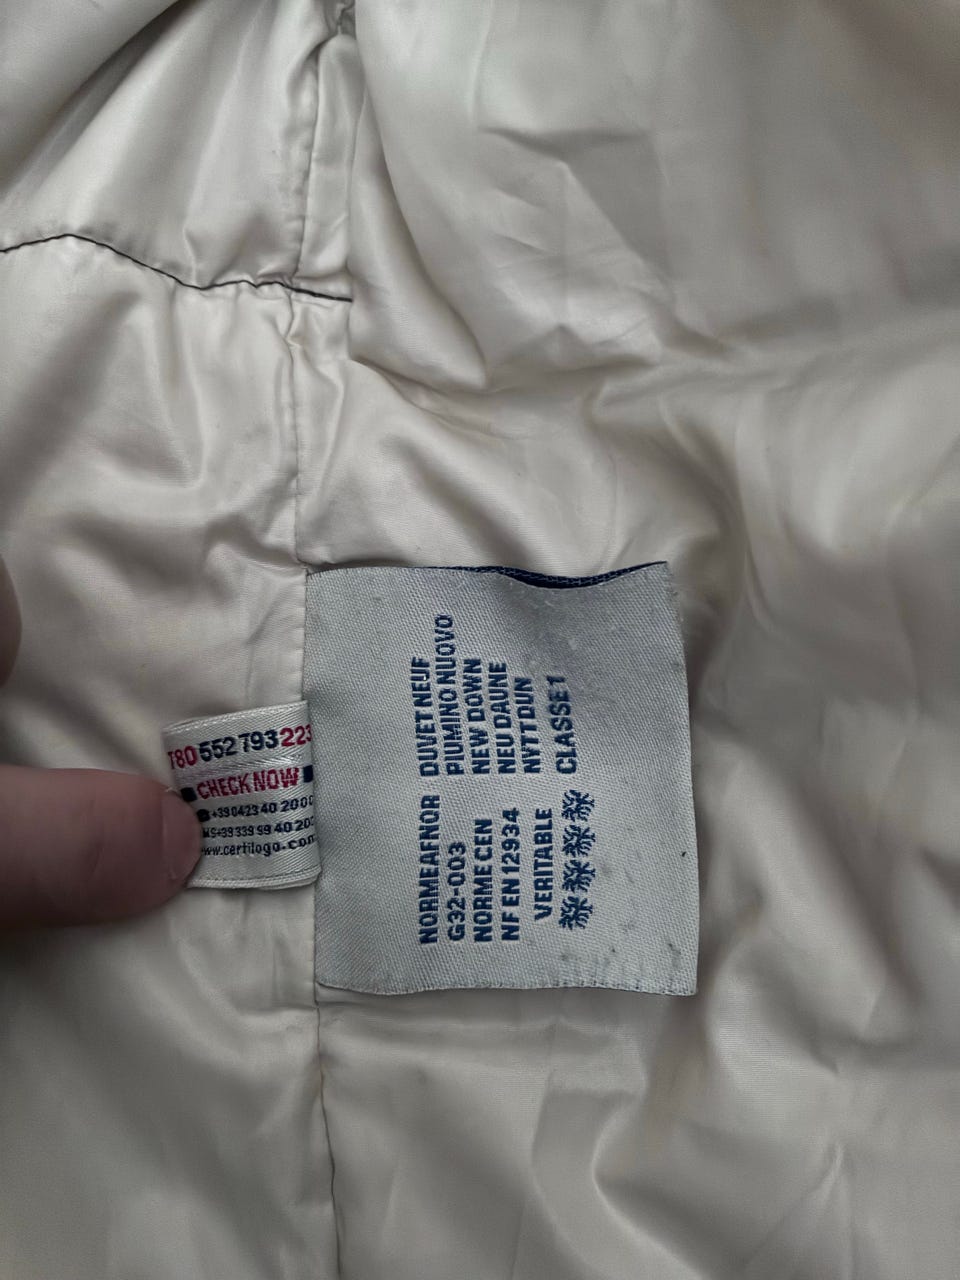 T80 552 793 223
CHECK NOW
+39 0423 40 2000
MS+39 339 99 40 20
www.certilogo.com
NORME AFNOR
G32-003
NORME CEN
NF EN 12934
VERITABLE
DUVET NEUF
PIUMINO NUOVO
NEW DOWN
NEU DAUNE
NYTT DUN
CLASSE 1